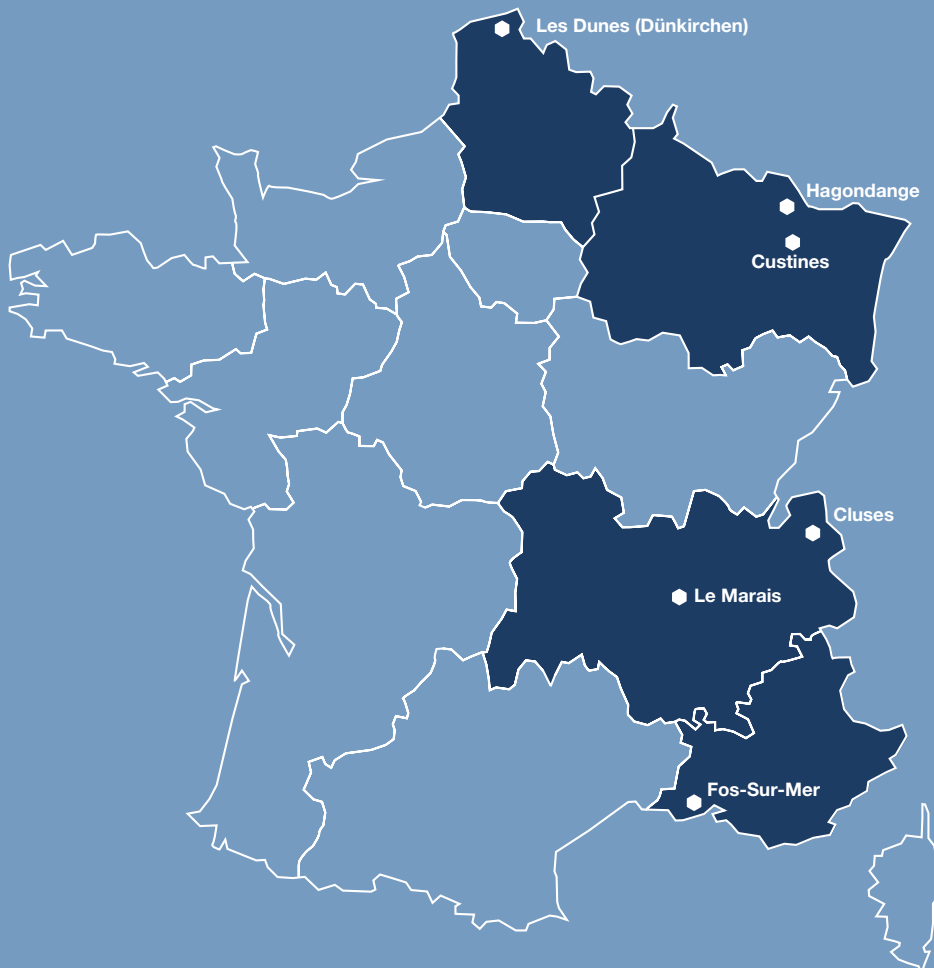 Les Dunes (Dünkirchen)
Hagondange
Custines
Cluses
Le Marais
Fos-Sur-Mer